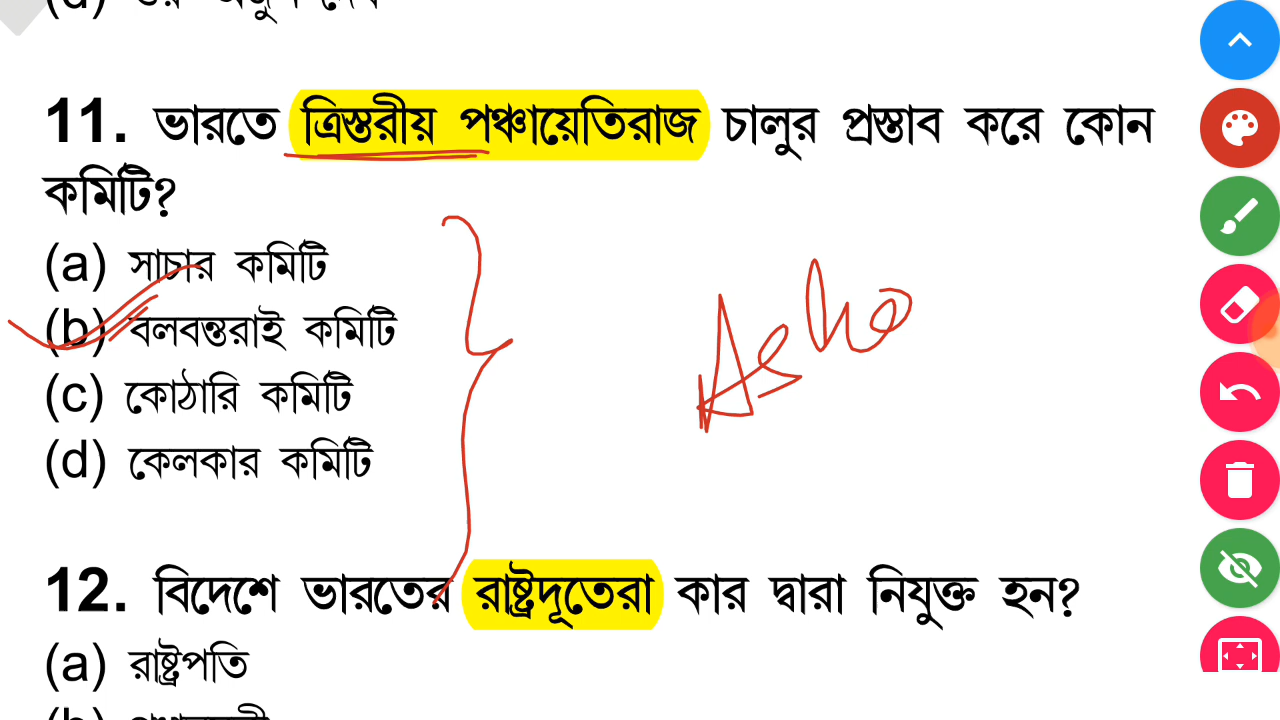 11. ভারতে ত্রিস্তরীয় পঞ্চায়েতিরাজ চালুর প্রস্তাব করে কোন
কমিটি?
(a) সাচার কমিটি
(b) বলবন্তরাই কমিটি
(c) কোঠারি কমিটি
(d) কেলকার কমিটি
Asho
12. বিদেশে ভারতের রাষ্ট্রদূতেরা কার দ্বারা নিযুক্ত হন?
(a) রাষ্ট্রপতি